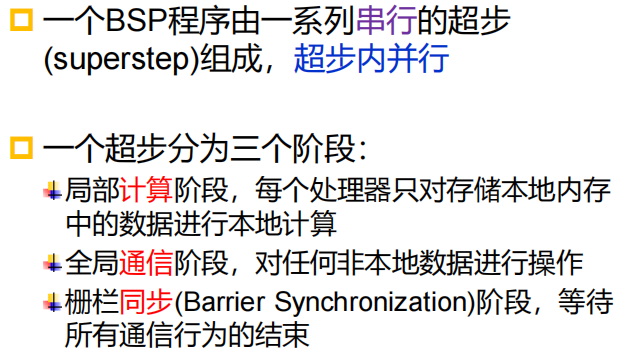 一个BSP程序由一系列串行的超步
(superstep)组成，超步内并行
一个超步分为三个阶段：
局部计算阶段，每个处理器只对存储本地内存
中的数据进行本地计算
全局通信阶段，对任何非本地数据进行操作
栅栏同步(Barrier Synchronization)阶段，等待
所有通信行为的结束